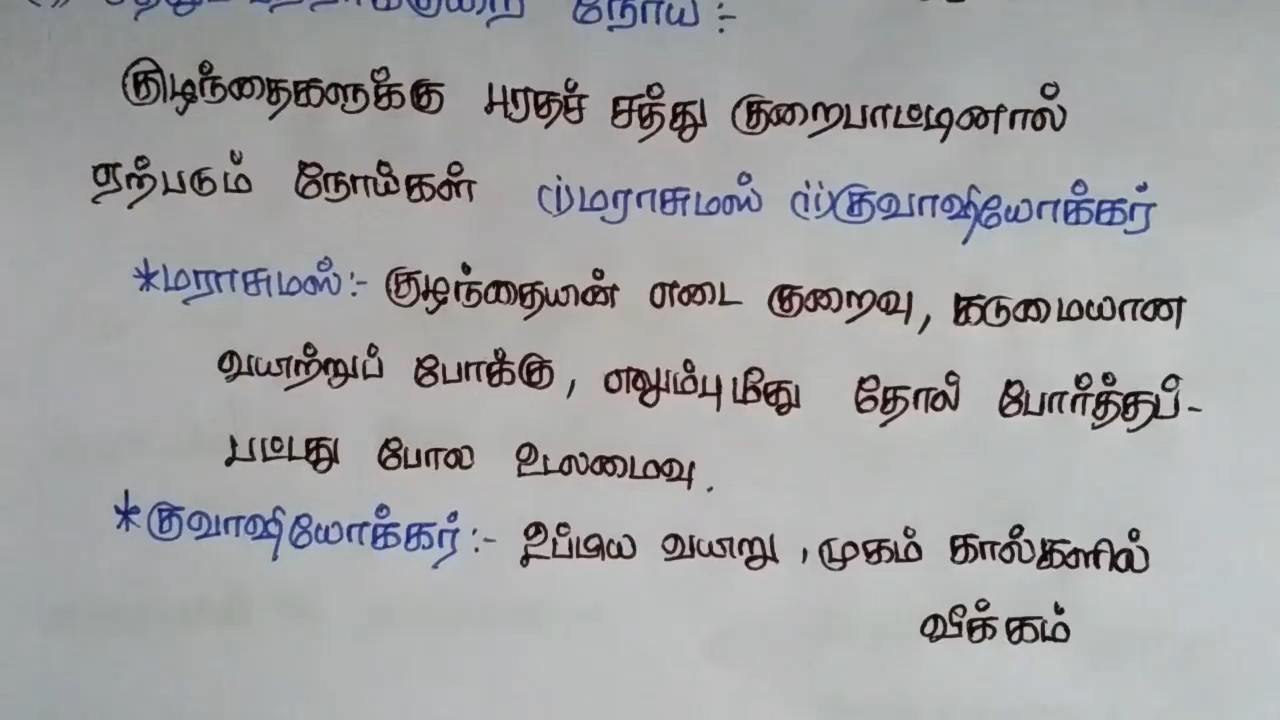 நோய் :-
குழந்தைகளுக்கு புரதச் சத்து குறைபாட்டினால்
ஏற்படும் நோய்கள் (i) மராசுமஸ் (ii) குவாஷியோக்கர்
*மராசுமஸ் :- குழந்தையின் எடை குறைவு, கடுமையான
வயிற்றுப் போக்கு, எலும்பு மீது தோல் போர்த்தப்-
பட்டது போல உடலமைவு.
*குவாஷியோக்கர் :- உப்பிய வயிறு, முகம் கால்களில்
வீக்கம்